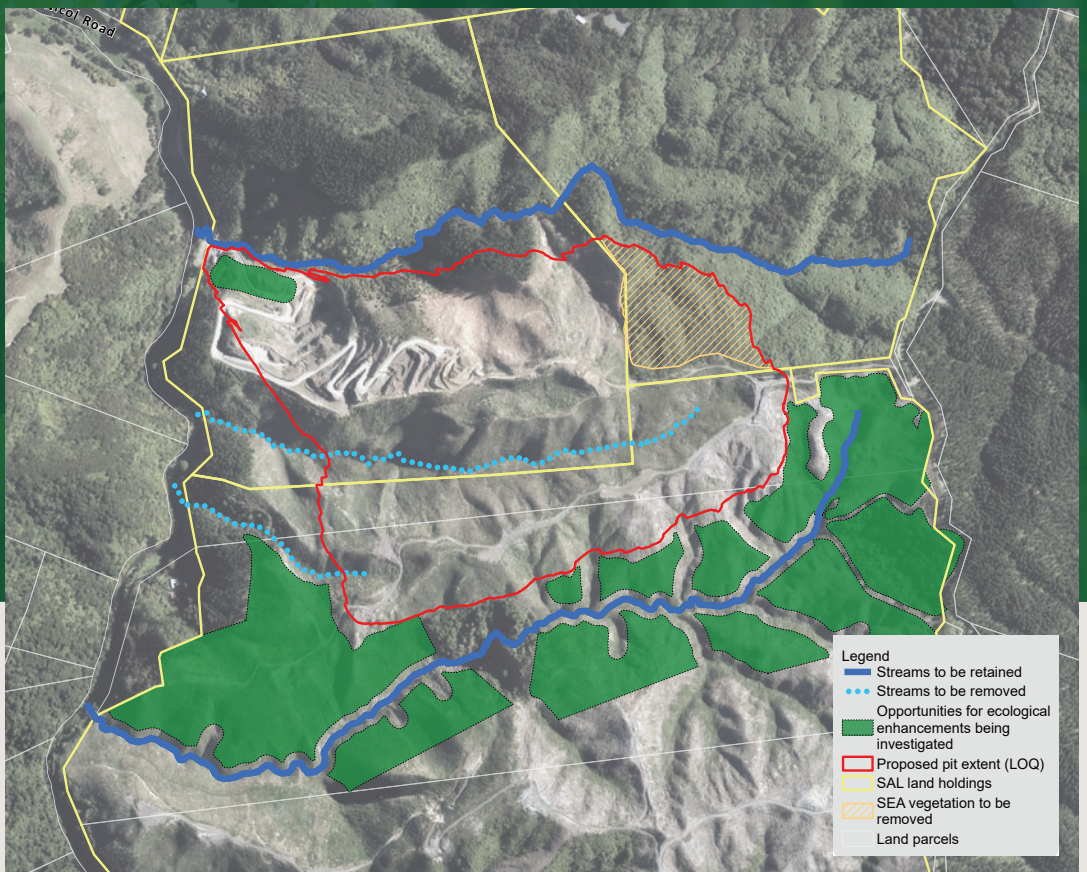 Road
Legend
Streams to be retained
Streams to be removed
Opportunities for ecological
enhancements being
investigated
Proposed pit extent (LOQ)
SAL land holdings
SEA vegetation to be
removed
Land parcels